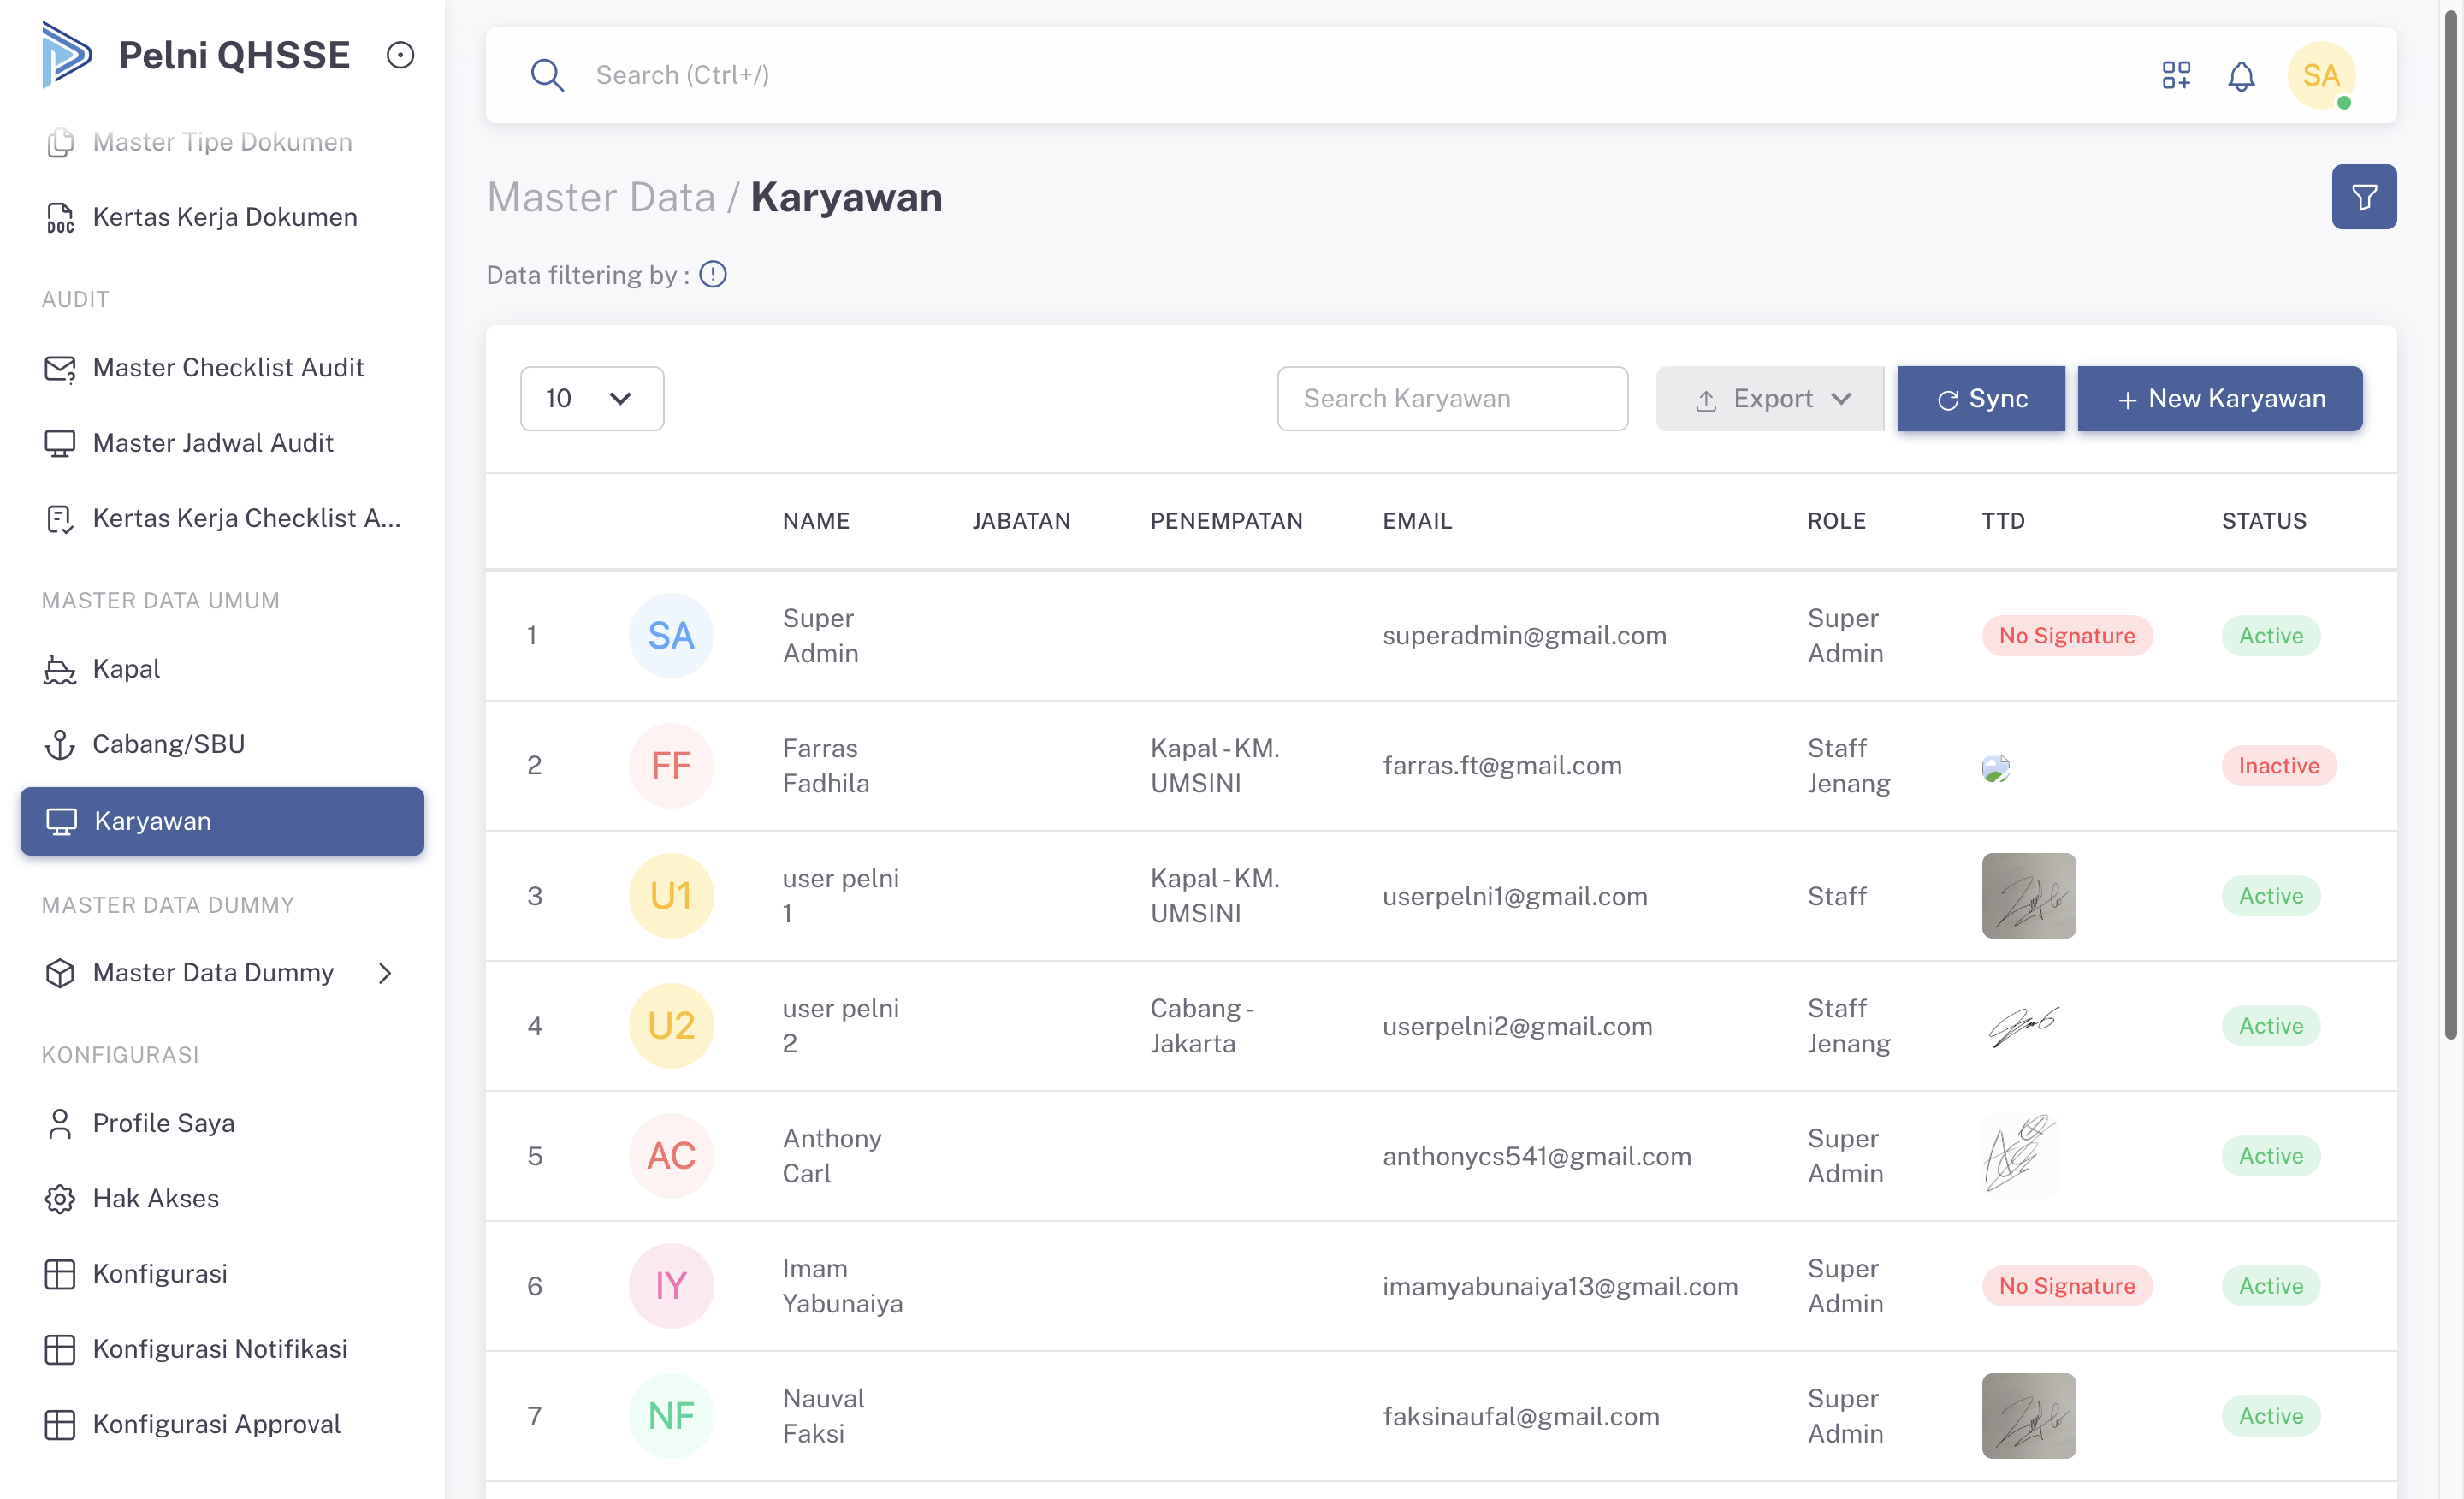 Pelni QHSSE
Master Tipe Dokumen
Kertas Kerja Dokumen
AUDIT
Master Checklist Audit
Master Jadwal Audit
Kertas Kerja Checklist A...
MASTER DATA UMUM
Kapal
Cabang/SBU
Karyawan
MASTER DATA DUMMY
Master Data Dummy
KONFIGURASI
Profile Saya
Hak Akses
Konfigurasi
Konfigurasi Notifikasi
Konfigurasi Approval
Search (Ctrl+/)
SA
Master Data / Karyawan
Data filtering by :
10
Search Karyawan
Export
Sync
+ New Karyawan
NAME JABATAN PENEMPATAN EMAIL ROLE TTD STATUS
1 SA Super Admin superadmin@gmail.com Super Admin No Signature Active
2 FF Farras Fadhila Kapal - KM. UMSINI farras.ft@gmail.com Staff Jenang Inactive
3 U1 user pelni 1 Kapal - KM. UMSINI userpelni1@gmail.com Staff Active
4 U2 user pelni 2 Cabang - Jakarta userpelni2@gmail.com Staff Jenang Active
5 AC Anthony Carl anthonycs541@gmail.com Super Admin Active
6 IY Imam Yabunaiya imamyabunaiya13@gmail.com Super Admin No Signature Active
7 NF Nauval Faksi faksinaufal@gmail.com Super Admin Active